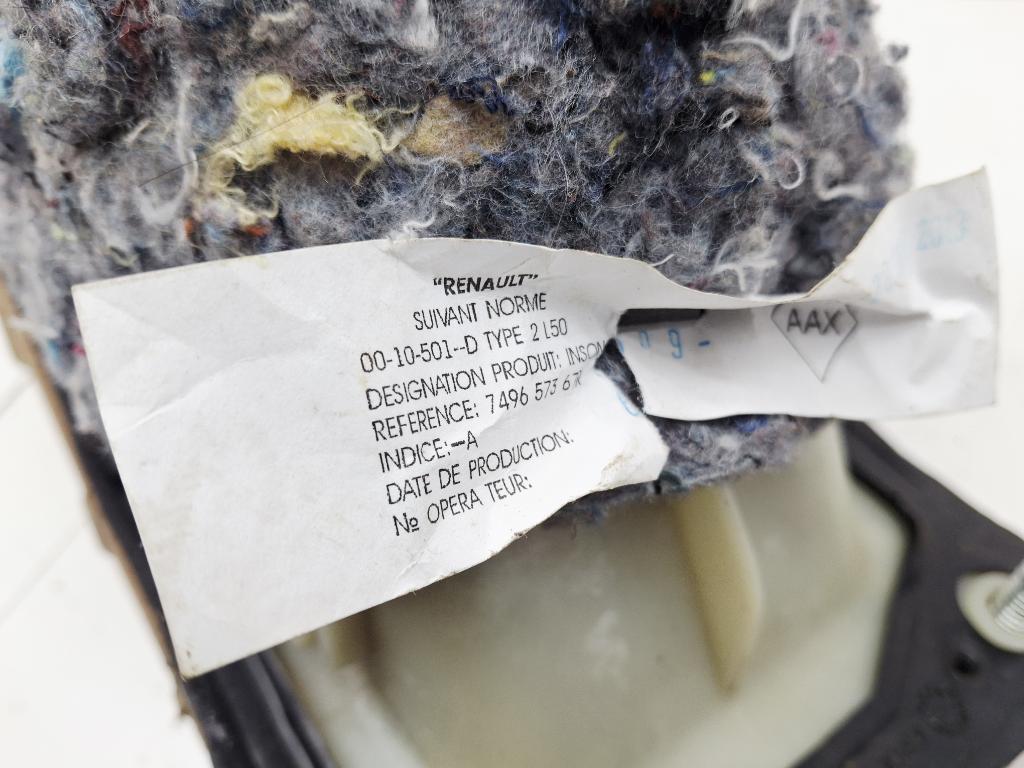 "RENAULT"
SUIVANT NORME
00-10-501--D TYPE 2 L50
DESIGNATION PRODUIT: INSON
REFERENCE: 7496 573 67
INDICE:--A
DATE DE PRODUCTION:
№ OPERA TEUR:
AAX
09-